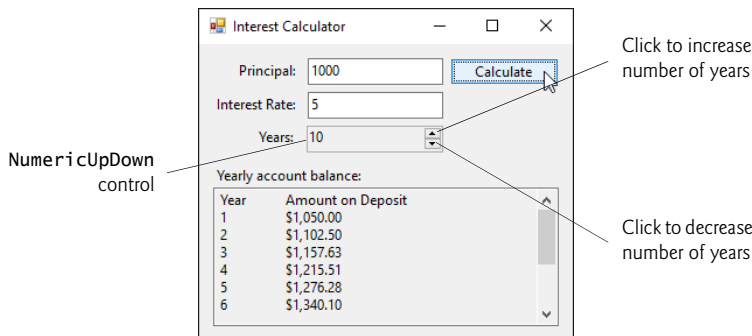 Interest Calculator
Principal: 1000
Calculate
Interest Rate: 5
Years: 10
Yearly account balance:
Year Amount on Deposit
1 $1,050.00
2 $1,102.50
3 $1,157.63
4 $1,215.51
5 $1,276.28
6 $1,340.10
Click to increase
number of years
NumericUpDown
control
Click to decrease
number of years